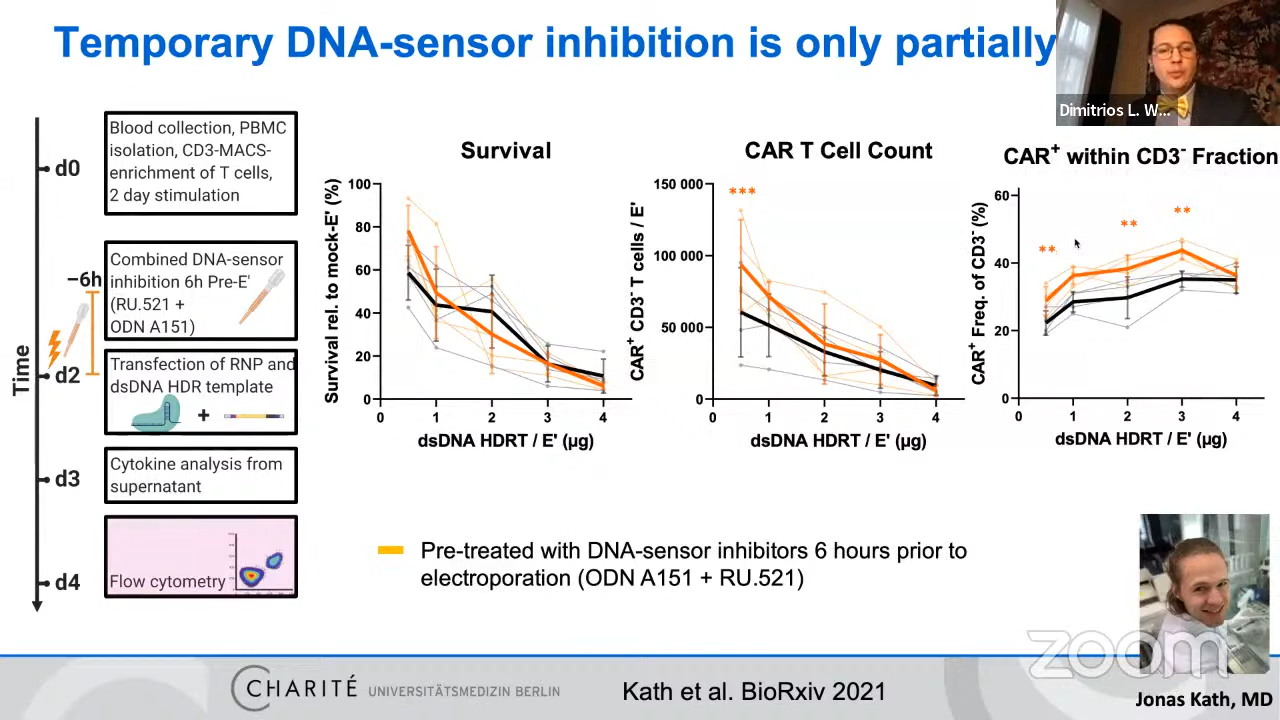 Temporary DNA-sensor inhibition is only partially
Dimitrios L. W...
Time
d0
Blood collection, PBMC
isolation, CD3-MACS-
enrichment of T cells,
2 day stimulation
−6h
Combined DNA-sensor
inhibition 6h Pre-E'
(RU.521 +
ODN A151)
d2
Transfection of RNP and
dsDNA HDR template
+
d3
Cytokine analysis from
supernatant
d4
Flow cytometry
Survival
Survival rel. to mock-E' (%)
100
80
60
40
20
0
0 1 2 3 4
dsDNA HDRT / E' (μg)
CAR T Cell Count
CAR+ CD3- T cells / E'
150 000
100 000
50 000
0
***
0 1 2 3 4
dsDNA HDRT / E' (μg)
CAR+ within CD3- Fraction
CAR+ Freq. of CD3- (%)
60
40
20
0
**
**
**
0 1 2 3 4
dsDNA HDRT / E' (μg)
Pre-treated with DNA-sensor inhibitors 6 hours prior to
electroporation (ODN A151 + RU.521)
zoom
CHARITÉ UNIVERSITÄTSMEDIZIN BERLIN
Kath et al. BioRxiv 2021
Jonas Kath, MD